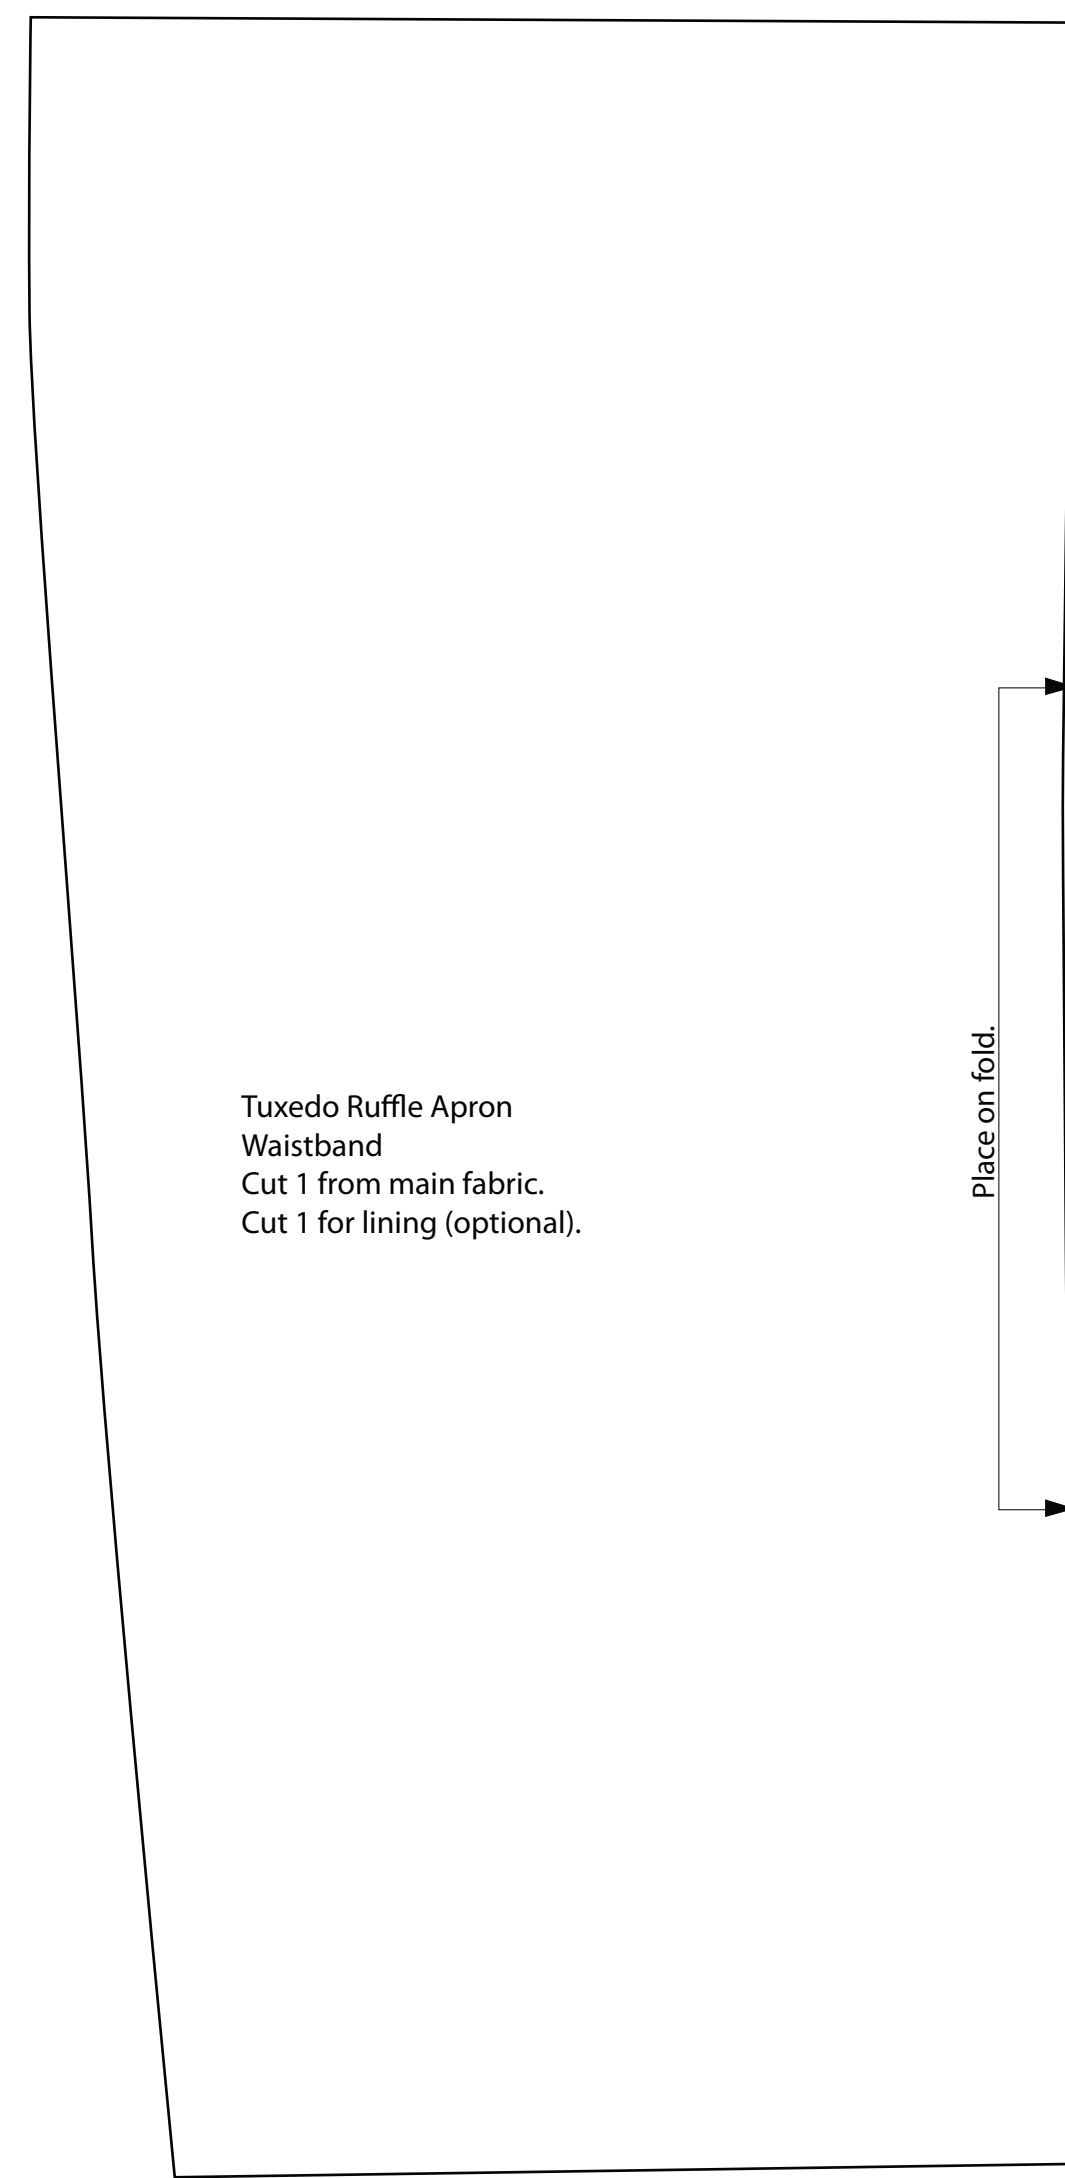 Tuxedo Ruffle Apron
Waistband
Cut 1 from main fabric.
Cut 1 for lining (optional).
Place on fold.